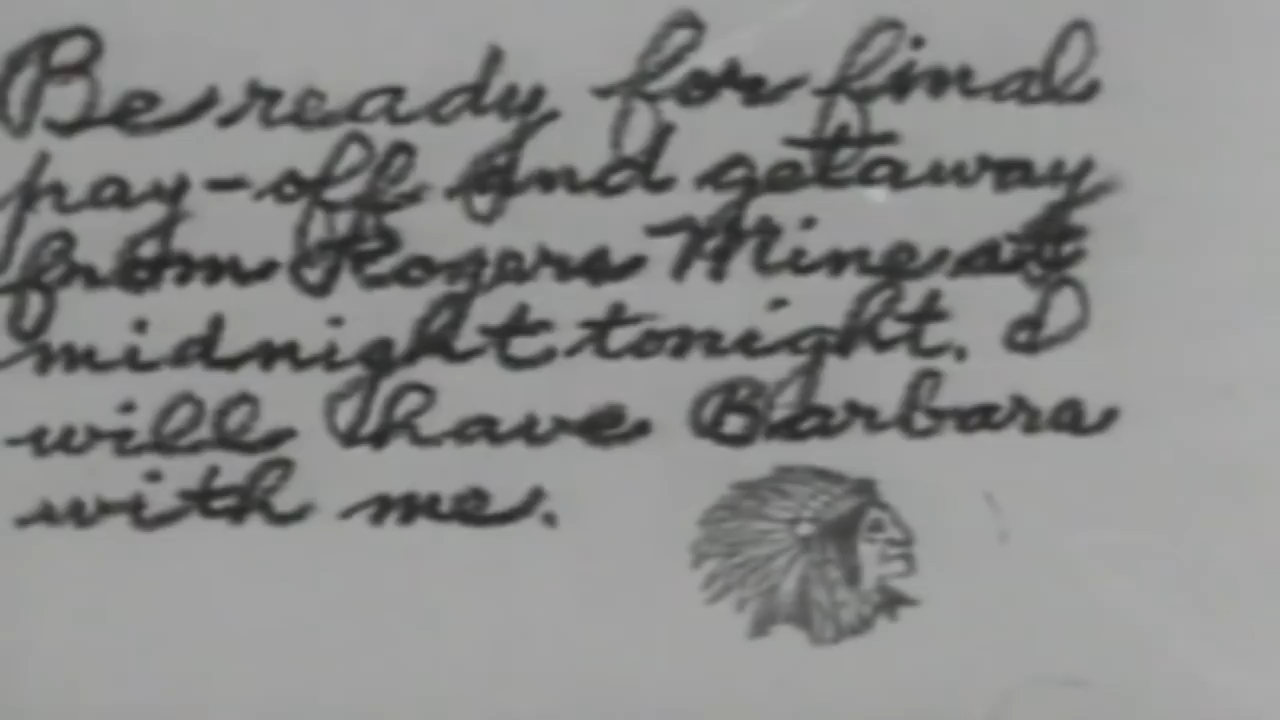 Be ready for final
pay-off and getaway
from Rogers Mine at
midnight tonight. I
will have Barbara
with me.